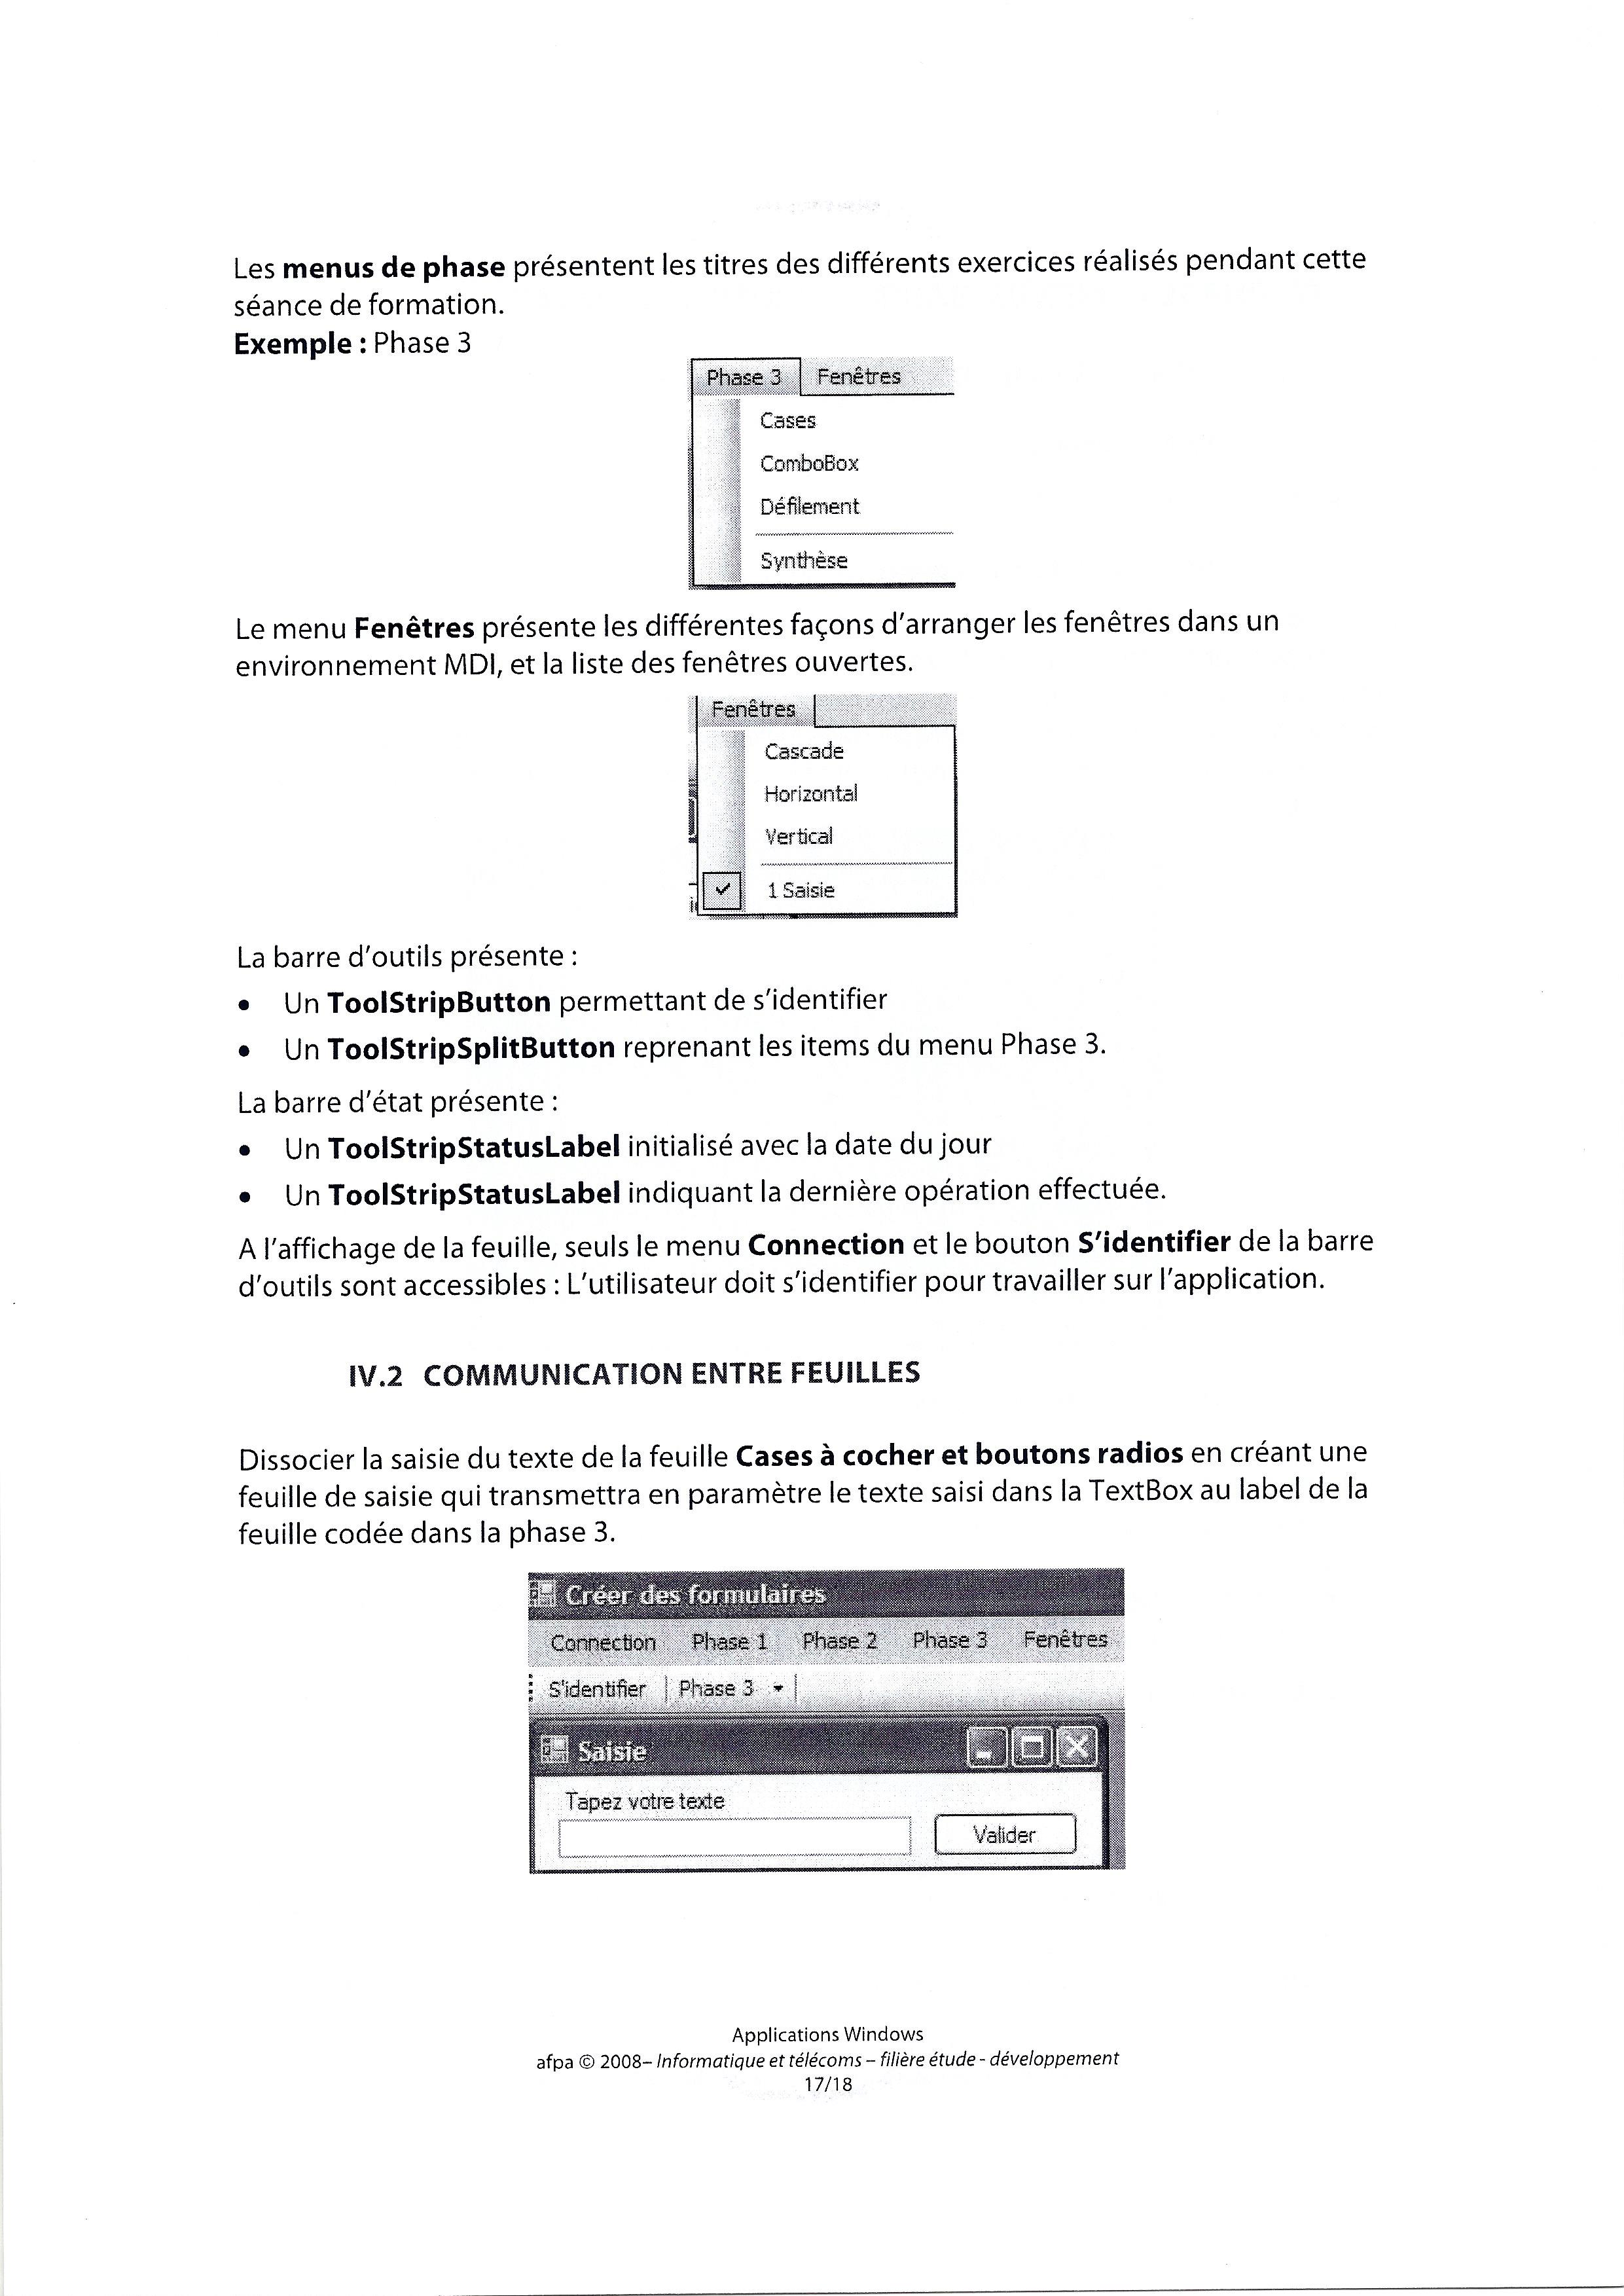 Les menus de phase présentent les titres des différents exercices réalisés pendant cette
séance de formation.
Exemple : Phase 3
Phase 3 Fenêtres
Cases
ComboBox
Défilement
Synthèse
Le menu Fenêtres présente les différentes façons d'arranger les fenêtres dans un
environnement MDI, et la liste des fenêtres ouvertes.
Fenêtres
Cascade
Horizontal
Vertical
1 Saisie
La barre d'outils présente :
• Un ToolStripButton permettant de s'identifier
• Un ToolStripSplitButton reprenant les items du menu Phase 3.
La barre d'état présente :
• Un ToolStripStatusLabel initialisé avec la date du jour
• Un ToolStripStatusLabel indiquant la dernière opération effectuée.
A l'affichage de la feuille, seuls le menu Connection et le bouton S'identifier de la barre
d'outils sont accessibles : L'utilisateur doit s'identifier pour travailler sur l'application.
IV.2 COMMUNICATION ENTRE FEUILLES
Dissocier la saisie du texte de la feuille Cases à cocher et boutons radios en créant une
feuille de saisie qui transmettra en paramètre le texte saisi dans la TextBox au label de la
feuille codée dans la phase 3.
Créer des formulaires
Connection Phase 1 Phase 2 Phase 3 Fenêtres
S'identifier Phase 3
Saisie
Tapez votre texte
Valider
Applications Windows
afpa © 2008– Informatique et télécoms – filière étude - développement
17/18